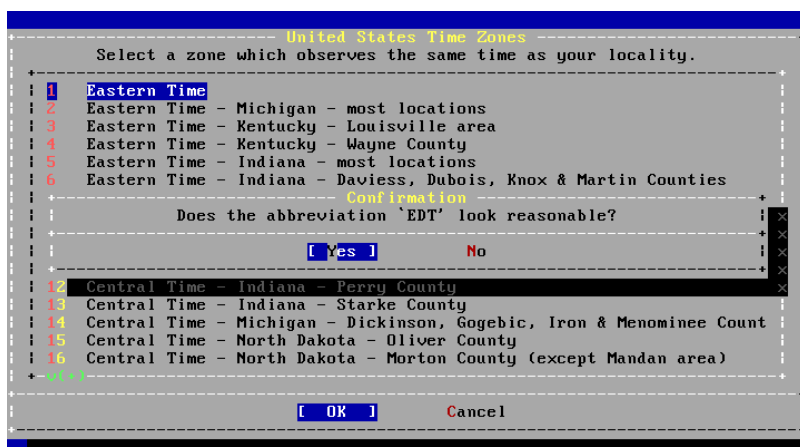 United States Time Zones
Select a zone which observes the same time as your locality.
1 Eastern Time
2 Eastern Time - Michigan - most locations
3 Eastern Time - Kentucky - Louisville area
4 Eastern Time - Kentucky - Wayne County
5 Eastern Time - Indiana - most locations
6 Eastern Time - Indiana - Daviess, Dubois, Knox & Martin Counties
Confirmation
Does the abbreviation `EDT' look reasonable?
[ Yes ] No
12 Central Time - Indiana - Perry County
13 Central Time - Indiana - Starke County
14 Central Time - Michigan - Dickinson, Gogebic, Iron & Menominee Count
15 Central Time - North Dakota - Oliver County
16 Central Time - North Dakota - Morton County (except Mandan area)
v(+)
[ OK ] Cancel